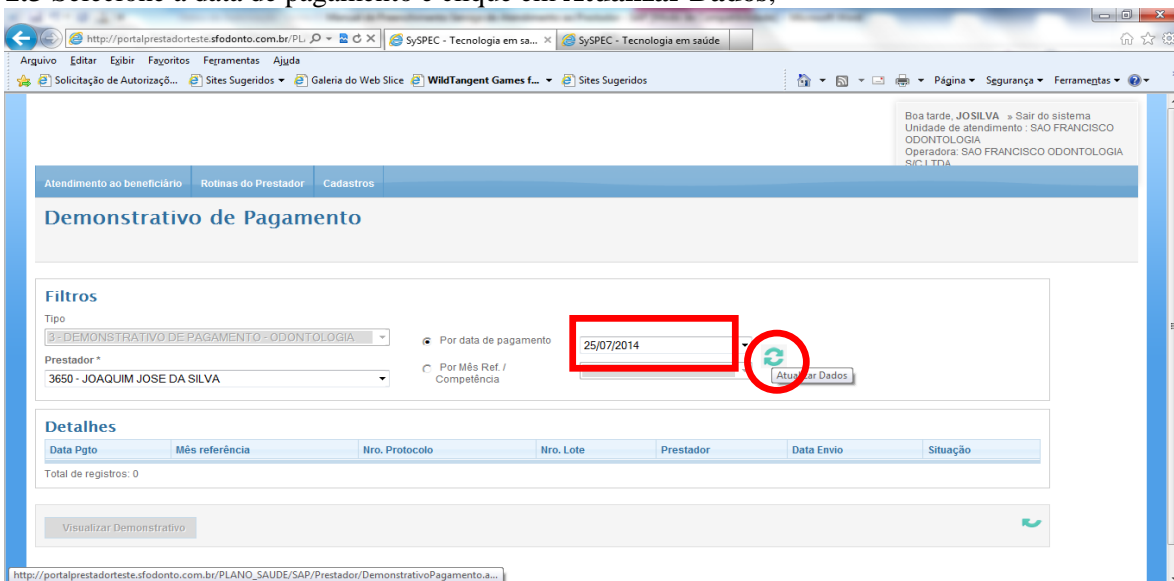 2.3 Selecione a data de pagamento e clique em Atualizar Dados;
http://portalprestadorteste.sfodonto.com.br/PL
SySPEC - Tecnologia em sa...
SySPEC - Tecnologia em saúde
Arquivo Editar Exibir Favoritos Ferramentas Ajuda
Solicitação de Autorizaçõ... Sites Sugeridos Galeria do Web Slice WildTangent Games f... Sites Sugeridos Página Segurança Ferramentas
Boa tarde, JOSILVA » Sair do sistema
Unidade de atendimento : SAO FRANCISCO
ODONTOLOGIA
Operadora: SAO FRANCISCO ODONTOLOGIA
S/C LTDA
Atendimento ao beneficiário Rotinas do Prestador Cadastros
Demonstrativo de Pagamento
Filtros
Tipo
3 - DEMONSTRATIVO DE PAGAMENTO - ODONTOLOGIA
Por data de pagamento
25/07/2014
Prestador *
3650 - JOAQUIM JOSE DA SILVA
Por Mês Ref. /
Competência
Atualizar Dados
Detalhes
Data Pgto Mês referência Nro. Protocolo Nro. Lote Prestador Data Envio Situação
Total de registros: 0
Visualizar Demonstrativo
http://portalprestadorteste.sfodonto.com.br/PLANO_SAUDE/SAP/Prestador/DemonstrativoPagamento.a...